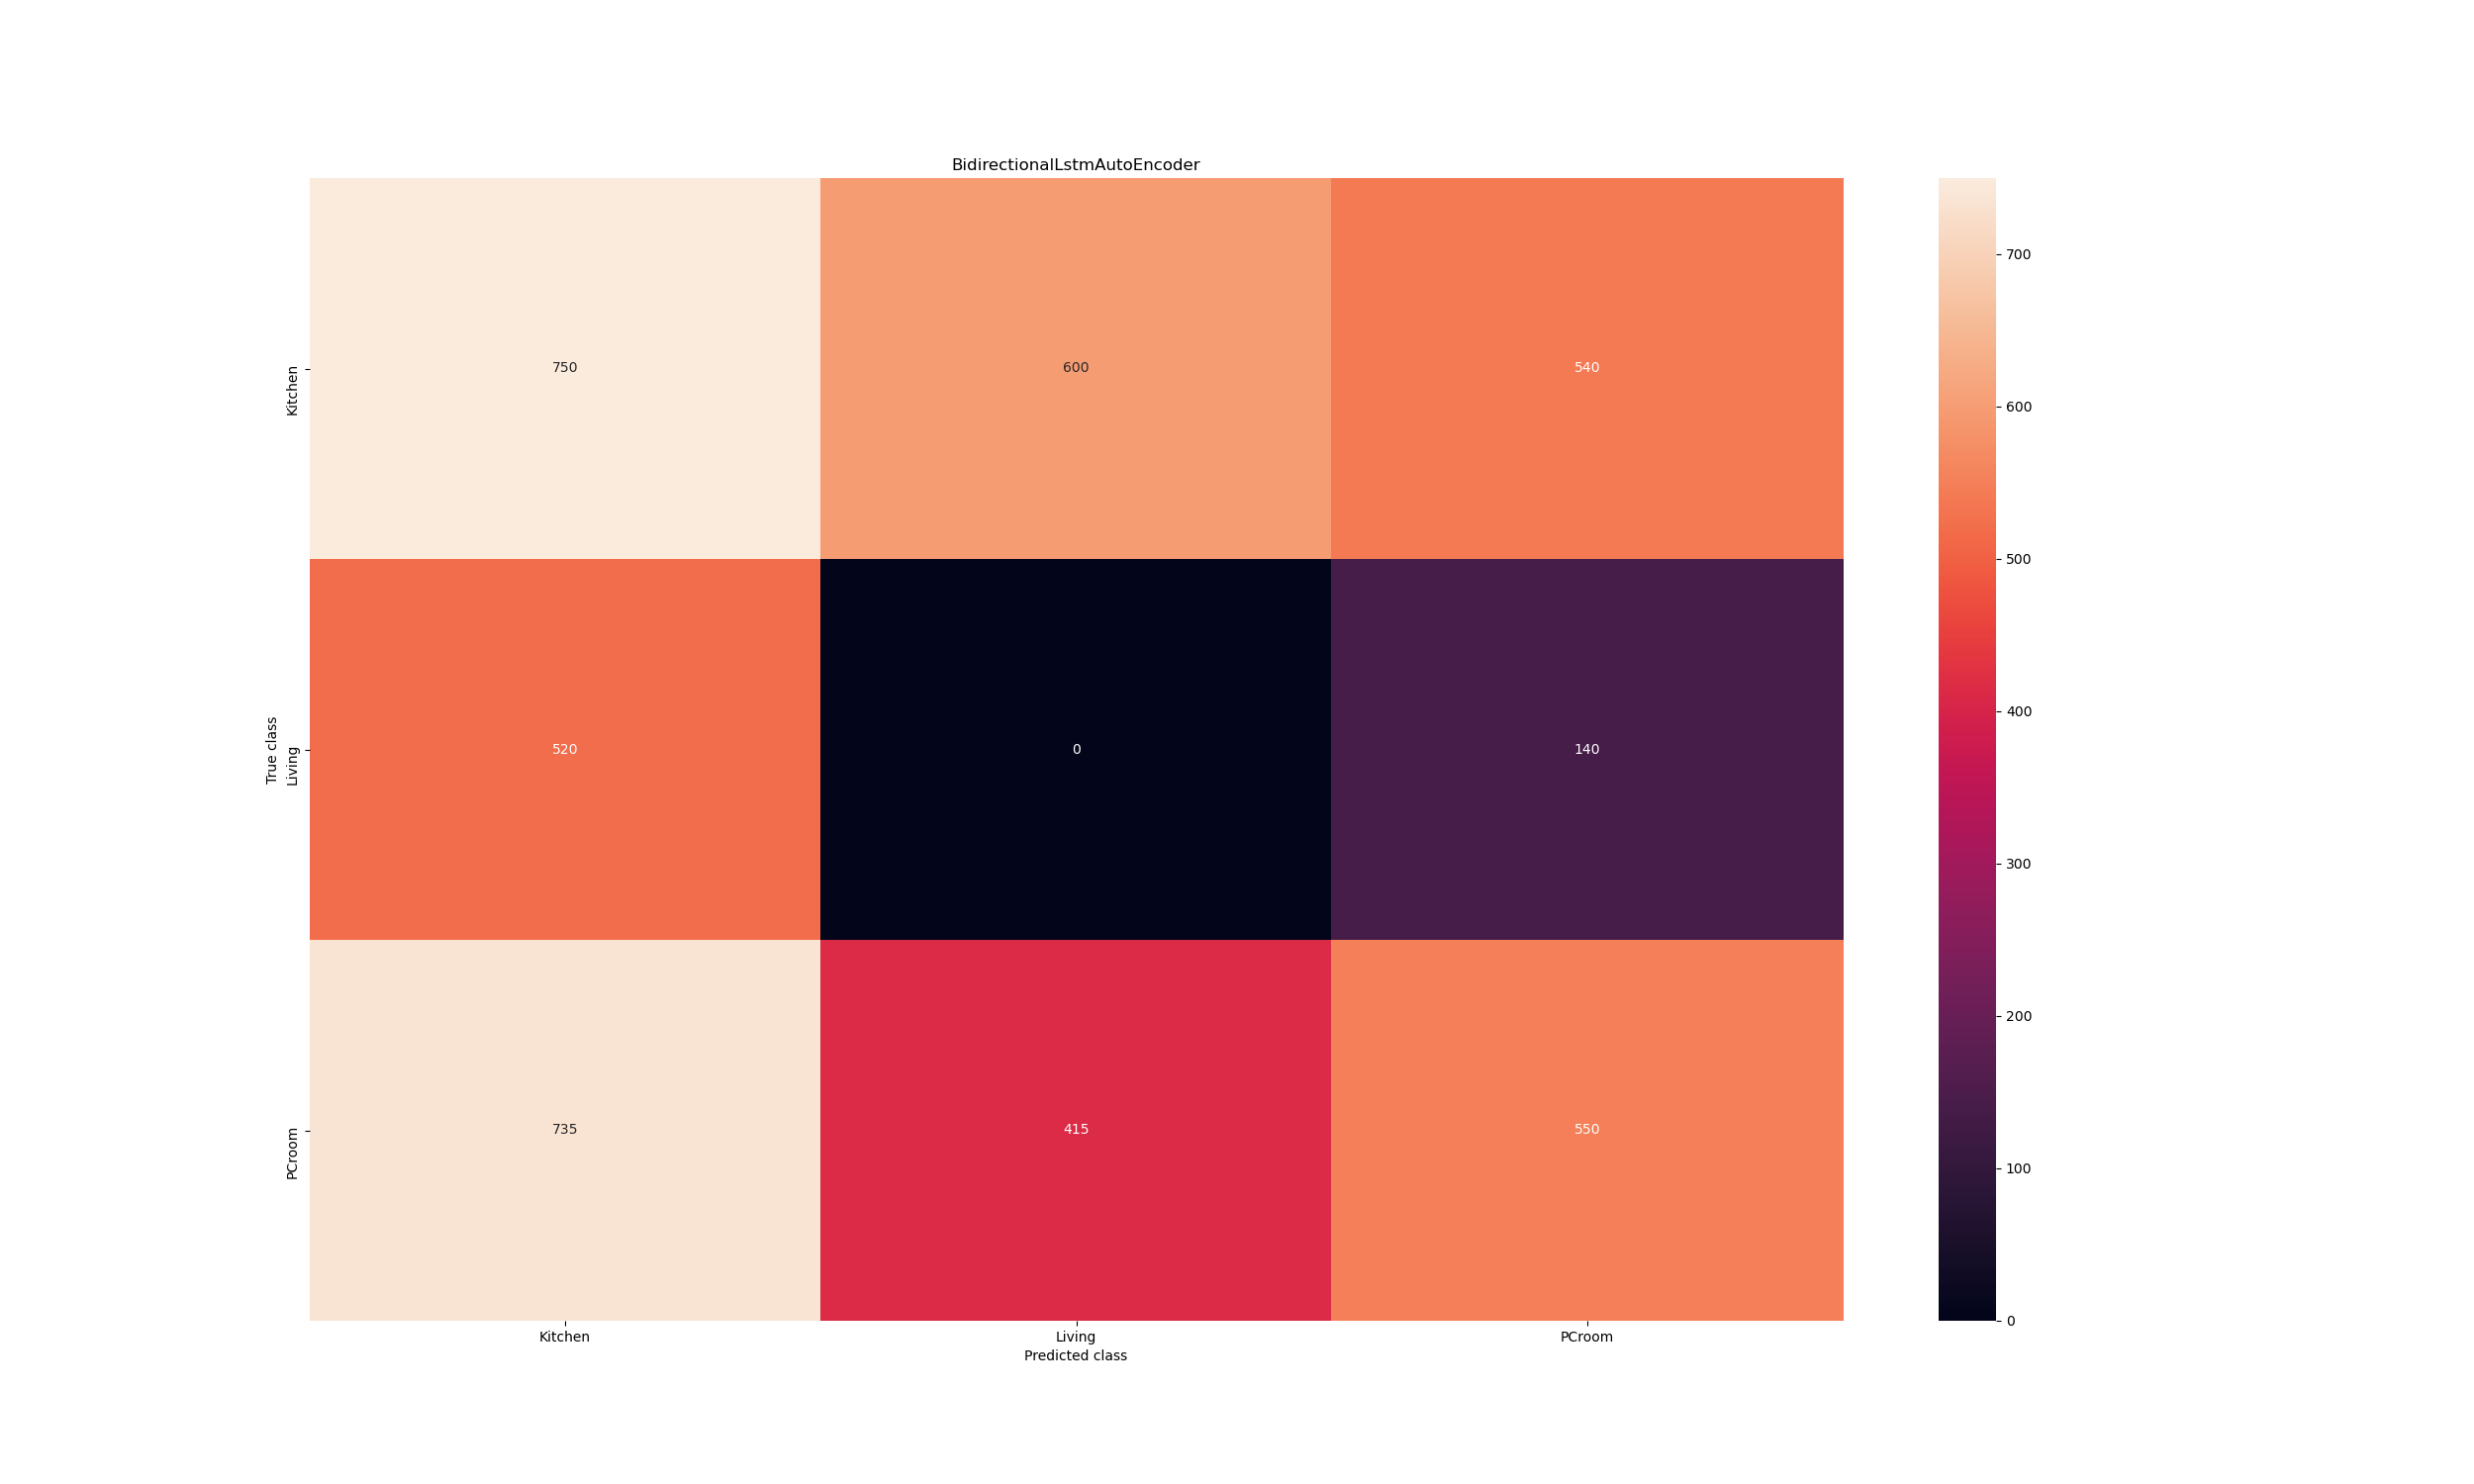 BidirectionalLstmAutoEncoder
True class
Kitchen
750 600 540
Living
520 0 140
PCroom
735 415 550
Kitchen Living PCroom
Predicted class
700
600
500
400
300
200
100
0